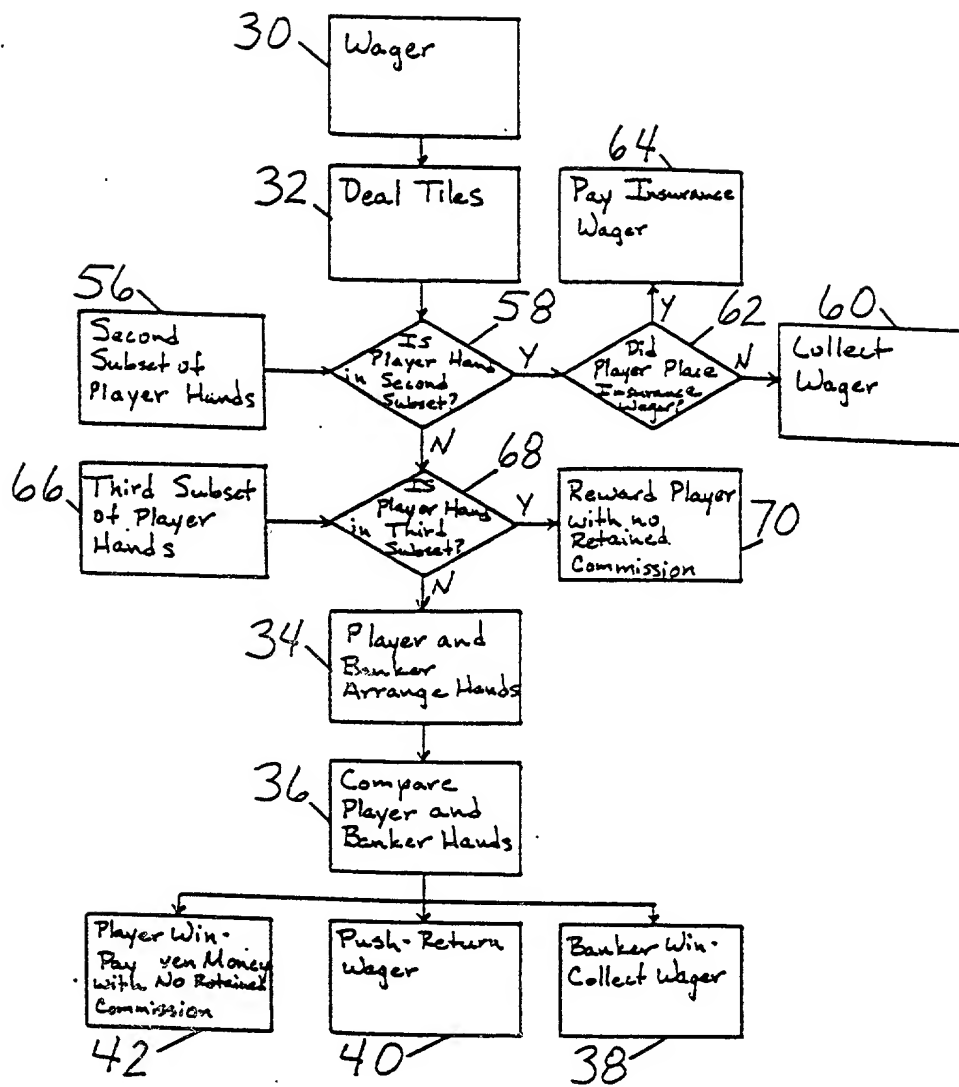 30
Wager
32
Deal Tiles
64
Pay Insurance
Wager
56
Second
Subset of
Player Hands
58
Is
Player Hand
in Second
Subset?
Y
N
62
Did
Player Place
Insurance
Wager?
Y
N
60
Collect
Wager
66
Third Subset
of Player
Hands
68
Is
Player Hand
in Third
Subset?
Y
N
Reward Player
with no
Retained
Commission
70
34
Player and
Banker
Arrange Hands
36
Compare
Player and
Banker Hands
Player Win-
Pay ven Money
with No Retained
Commission
42
Push-Return
Wager
40
Banker Win-
Collect Wager
38